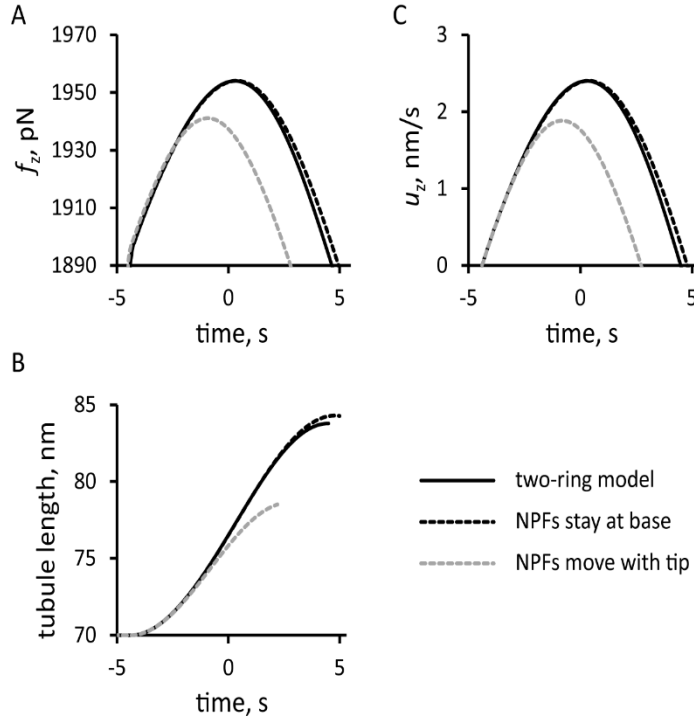 A
1970
1950
1930
1910
1890
f_z, pN
-5
0
5
time, s
C
3
2
1
0
u_z, nm/s
-5
0
5
time, s
B
85
80
75
70
tubule length, nm
-5
0
5
time, s
two-ring model
NPFs stay at base
NPFs move with tip